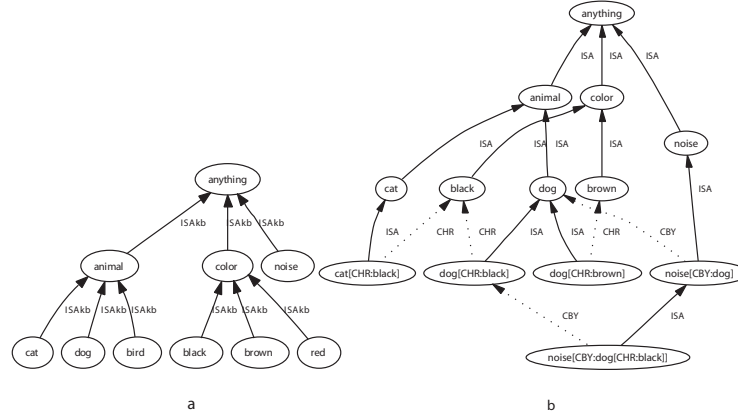 anything
ISAkb ISAkb ISAkb
animal color noise
ISAkb ISAkb ISAkb ISAkb ISAkb ISAkb
cat dog bird black brown red
a
anything
ISA ISA ISA
animal color
ISA ISA ISA ISA noise
cat black dog brown
ISA CHR CHR ISA ISA CHR CBY ISA
cat[CHR:black] dog[CHR:black] dog[CHR:brown] noise[CBY:dog]
CBY ISA
noise[CBY:dog[CHR:black]]
b